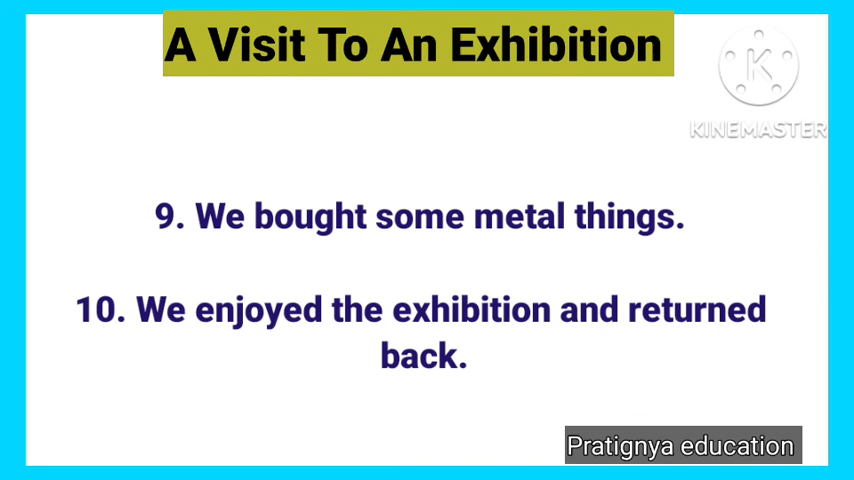 A Visit To An Exhibition
K
KINEMASTER
9. We bought some metal things.
10. We enjoyed the exhibition and returned
back.
Pratignya education